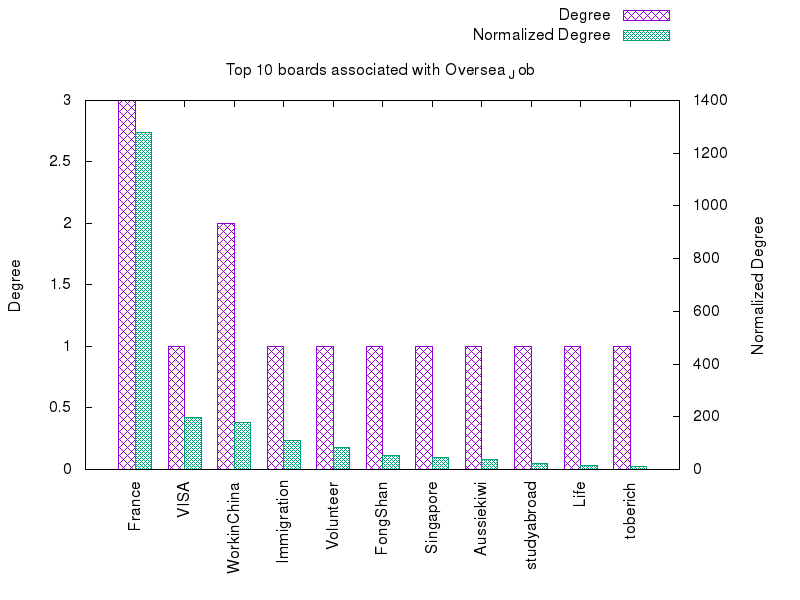 Degree
Normalized Degree
Top 10 boards associated with Oversea_Job
3
2.5
2
1.5
1
0.5
0
1400
1200
1000
800
600
400
200
0
Degree
Normalized Degree
France
VISA
WorkinChina
Immigration
Volunteer
FongShan
Singapore
Aussiekiwi
studyabroad
Life
toberich